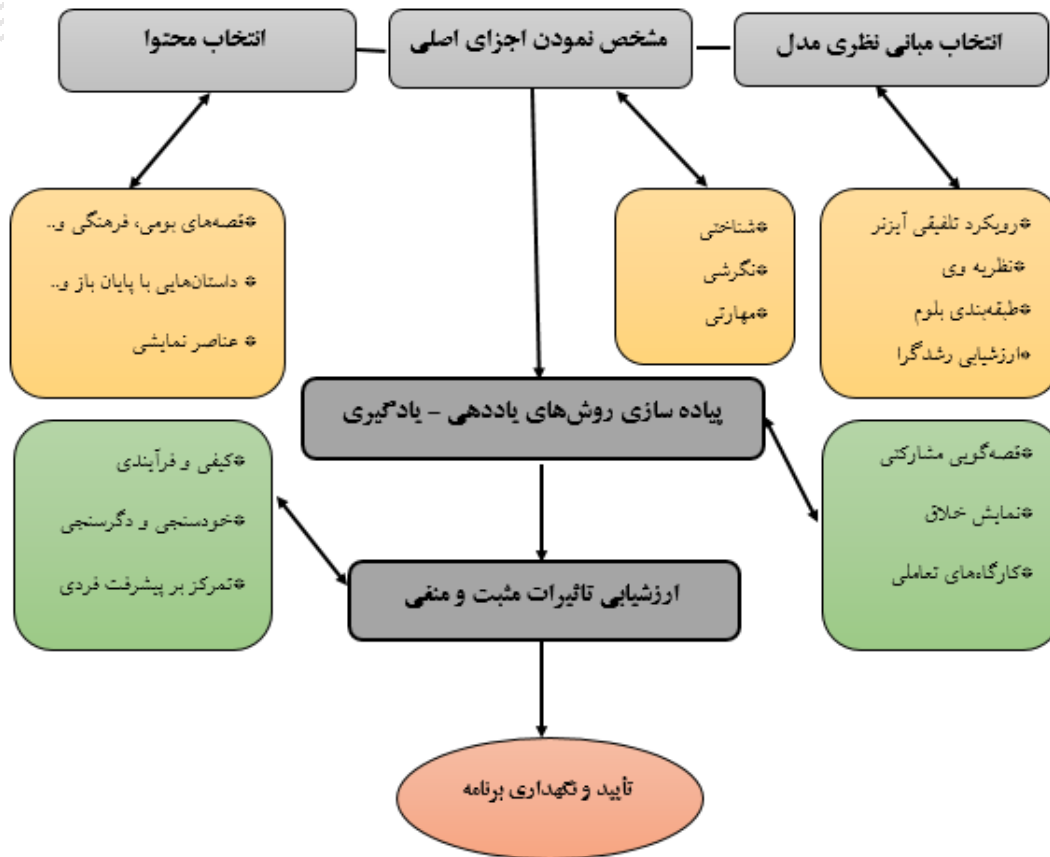 انتخاب مبانی نظری مدل
مشخص نمودن اجزای اصلی
انتخاب محتوا
*رویکرد تلفیقی آیزنر
*نظریه وی
*طبقه‌بندی بلوم
*ارزشیابی رشدگرا
*شناختی
*نگرشی
*مهارتی
*قصه‌های بومی، فرهنگی و..
* داستان‌هایی با پایان باز و..
* عناصر نمایشی
پیاده سازی روش‌های یاددهی - یادگیری
*قصه‌گویی مشارکتی
*نمایش خلاق
*کارگاه‌های تعاملی
*کیفی و فرآیندی
*خودسنجی و دگرسنجی
*تمرکز بر پیشرفت فردی
ارزشیابی تاثیرات مثبت و منفی
تأیید و نگهداری برنامه